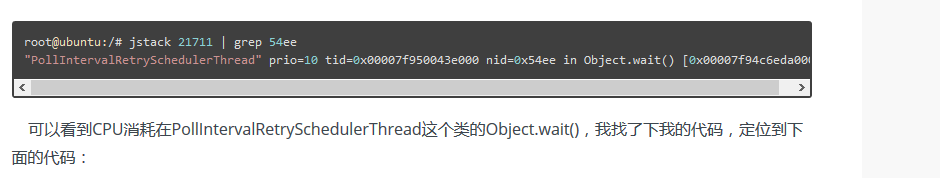 root@ubuntu:/# jstack 21711 | grep 54ee
"PollIntervalRetrySchedulerThread" prio=10 tid=0x00007f950043e000 nid=0x54ee in Object.wait() [0x00007f94c6eda000
可以看到CPU消耗在PollIntervalRetrySchedulerThread这个类的Object.wait()，我找了下我的代码，定位到下
面的代码：